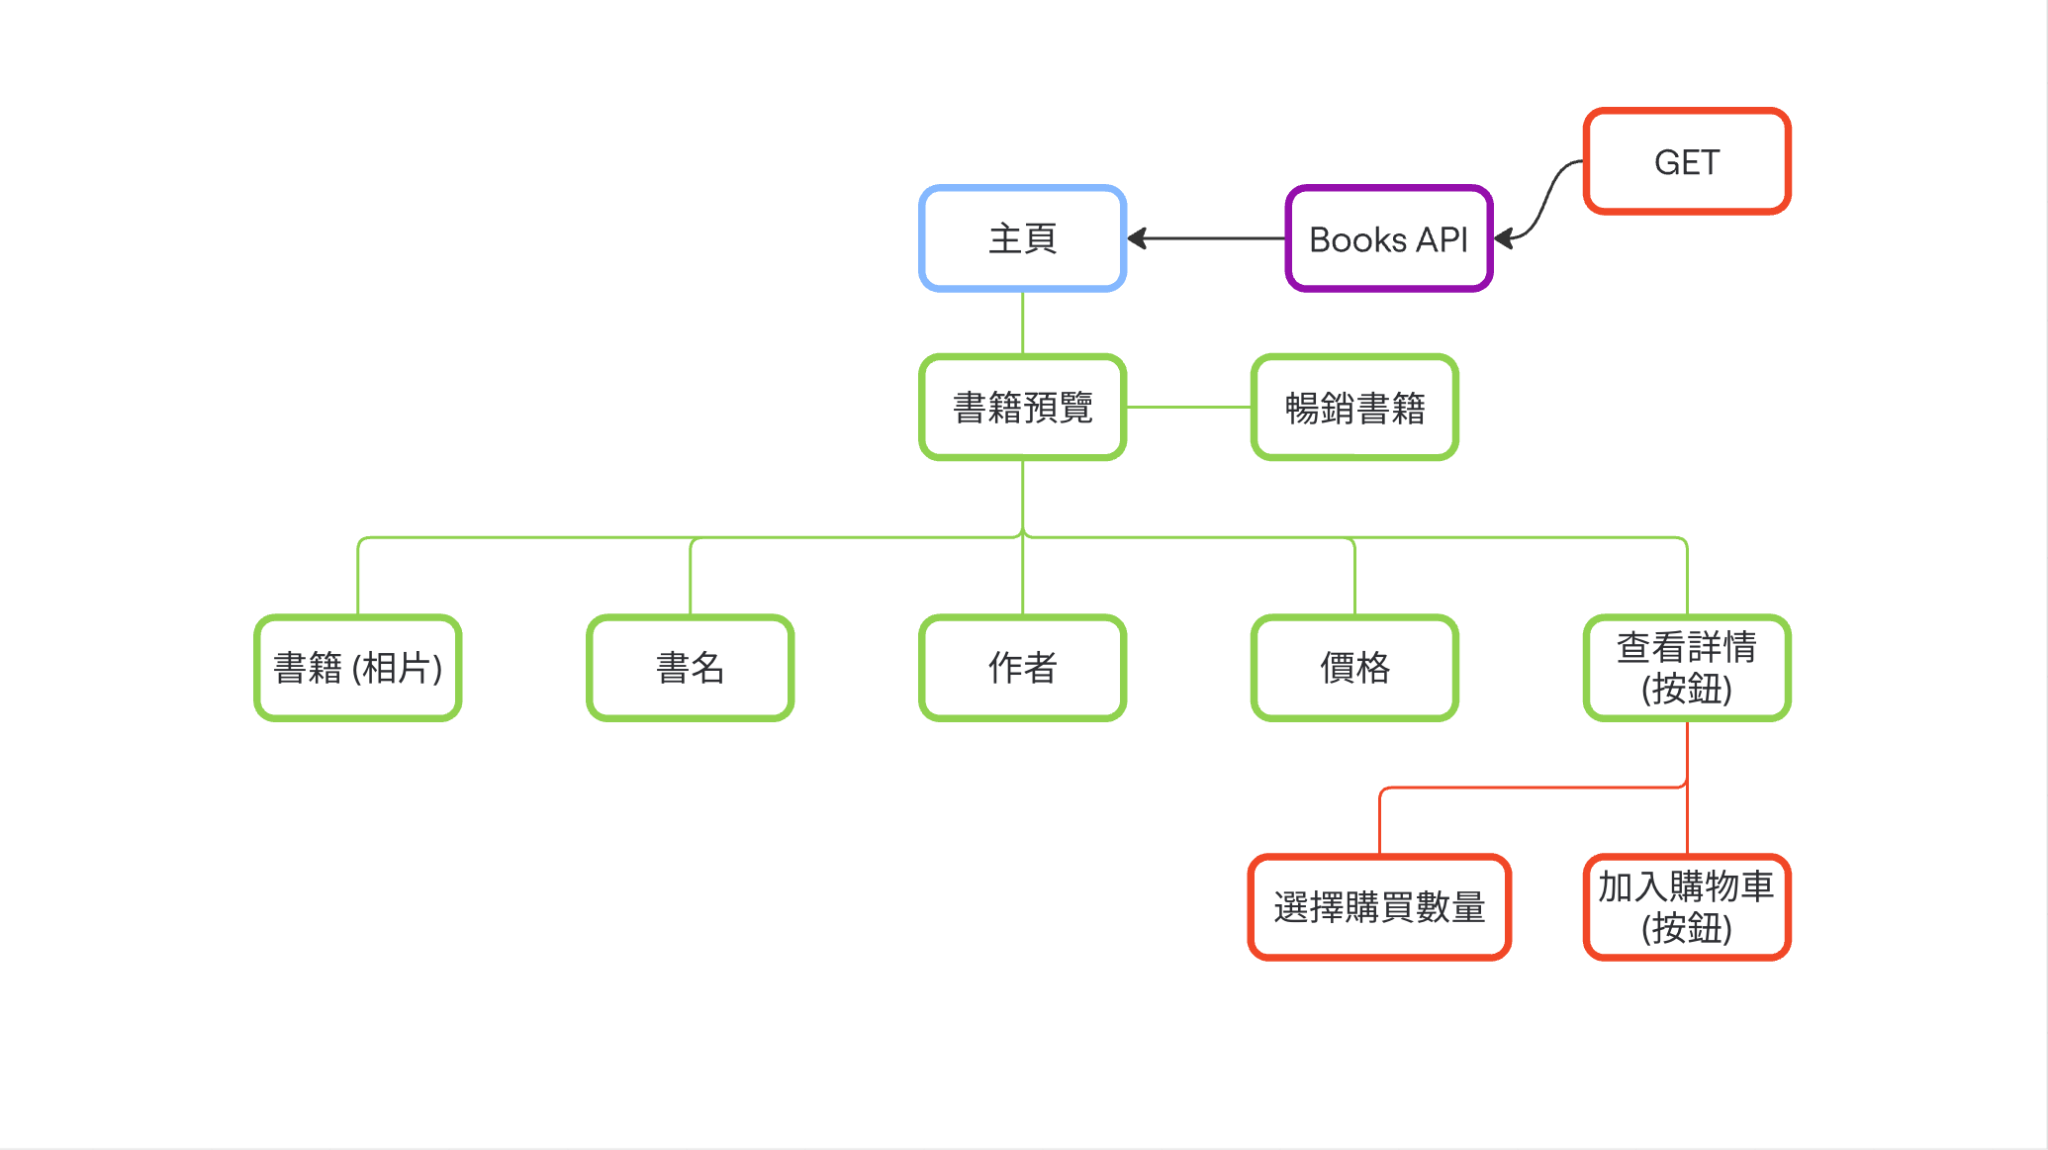 GET
主頁
Books API
書籍預覽
暢銷書籍
書籍 (相片)
書名
作者
價格
查看詳情
(按鈕)
選擇購買數量
加入購物車
(按鈕)